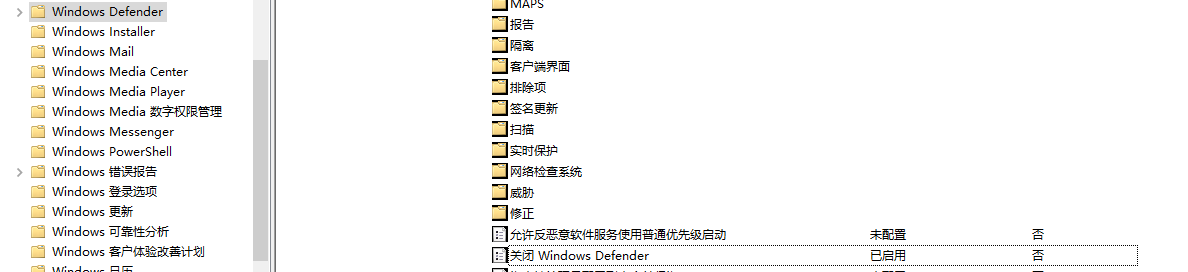 Windows Defender
Windows Installer
Windows Mail
Windows Media Center
Windows Media Player
Windows Media 数字权限管理
Windows Messenger
Windows PowerShell
Windows 错误报告
Windows 登录选项
Windows 更新
Windows 可靠性分析
Windows 客户体验改善计划
Windows 日历
MAPS
报告
隔离
客户端界面
排除项
签名更新
扫描
实时保护
网络检查系统
威胁
修正
允许反恶意软件服务使用普通优先级启动 未配置 否
关闭 Windows Defender 已启用 否